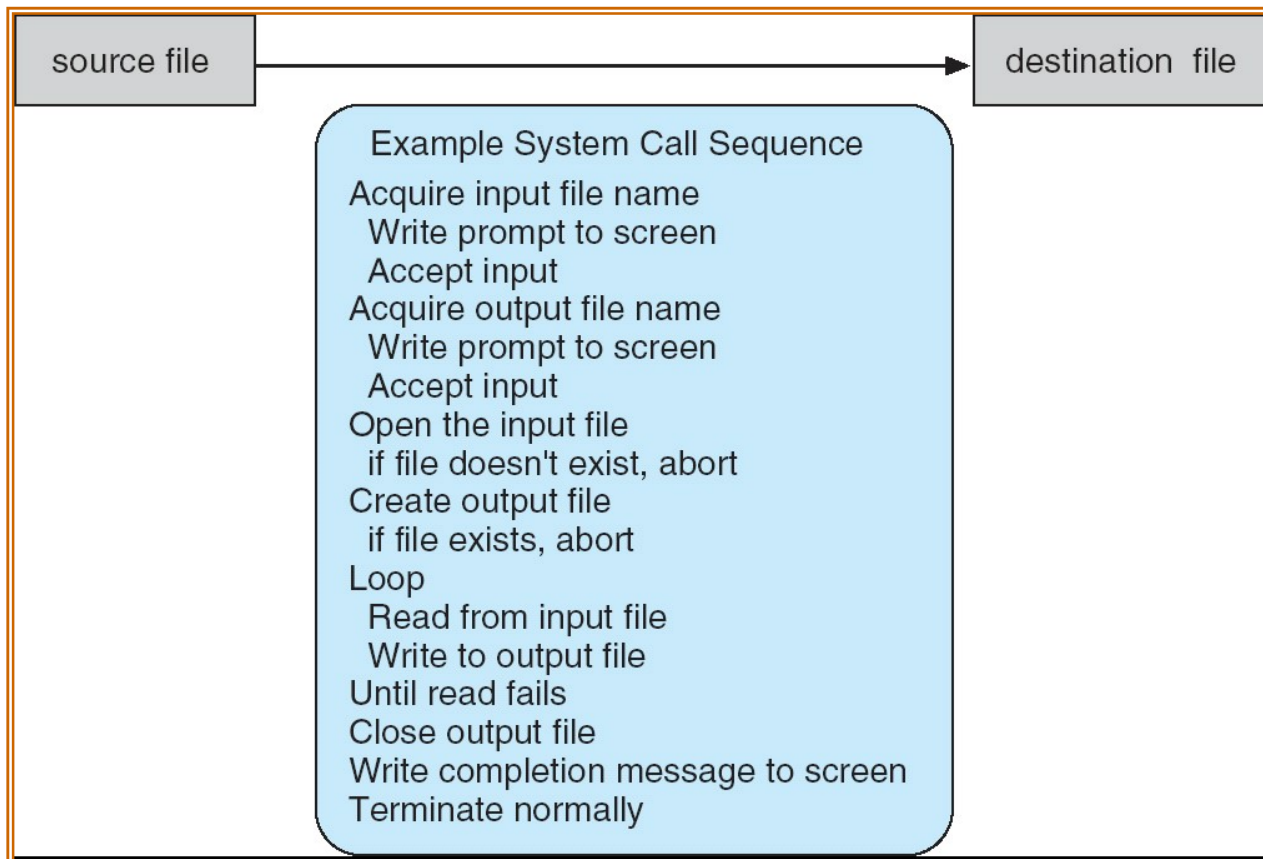 source file
destination file
Example System Call Sequence
Acquire input file name
Write prompt to screen
Accept input
Acquire output file name
Write prompt to screen
Accept input
Open the input file
if file doesn't exist, abort
Create output file
if file exists, abort
Loop
Read from input file
Write to output file
Until read fails
Close output file
Write completion message to screen
Terminate normally